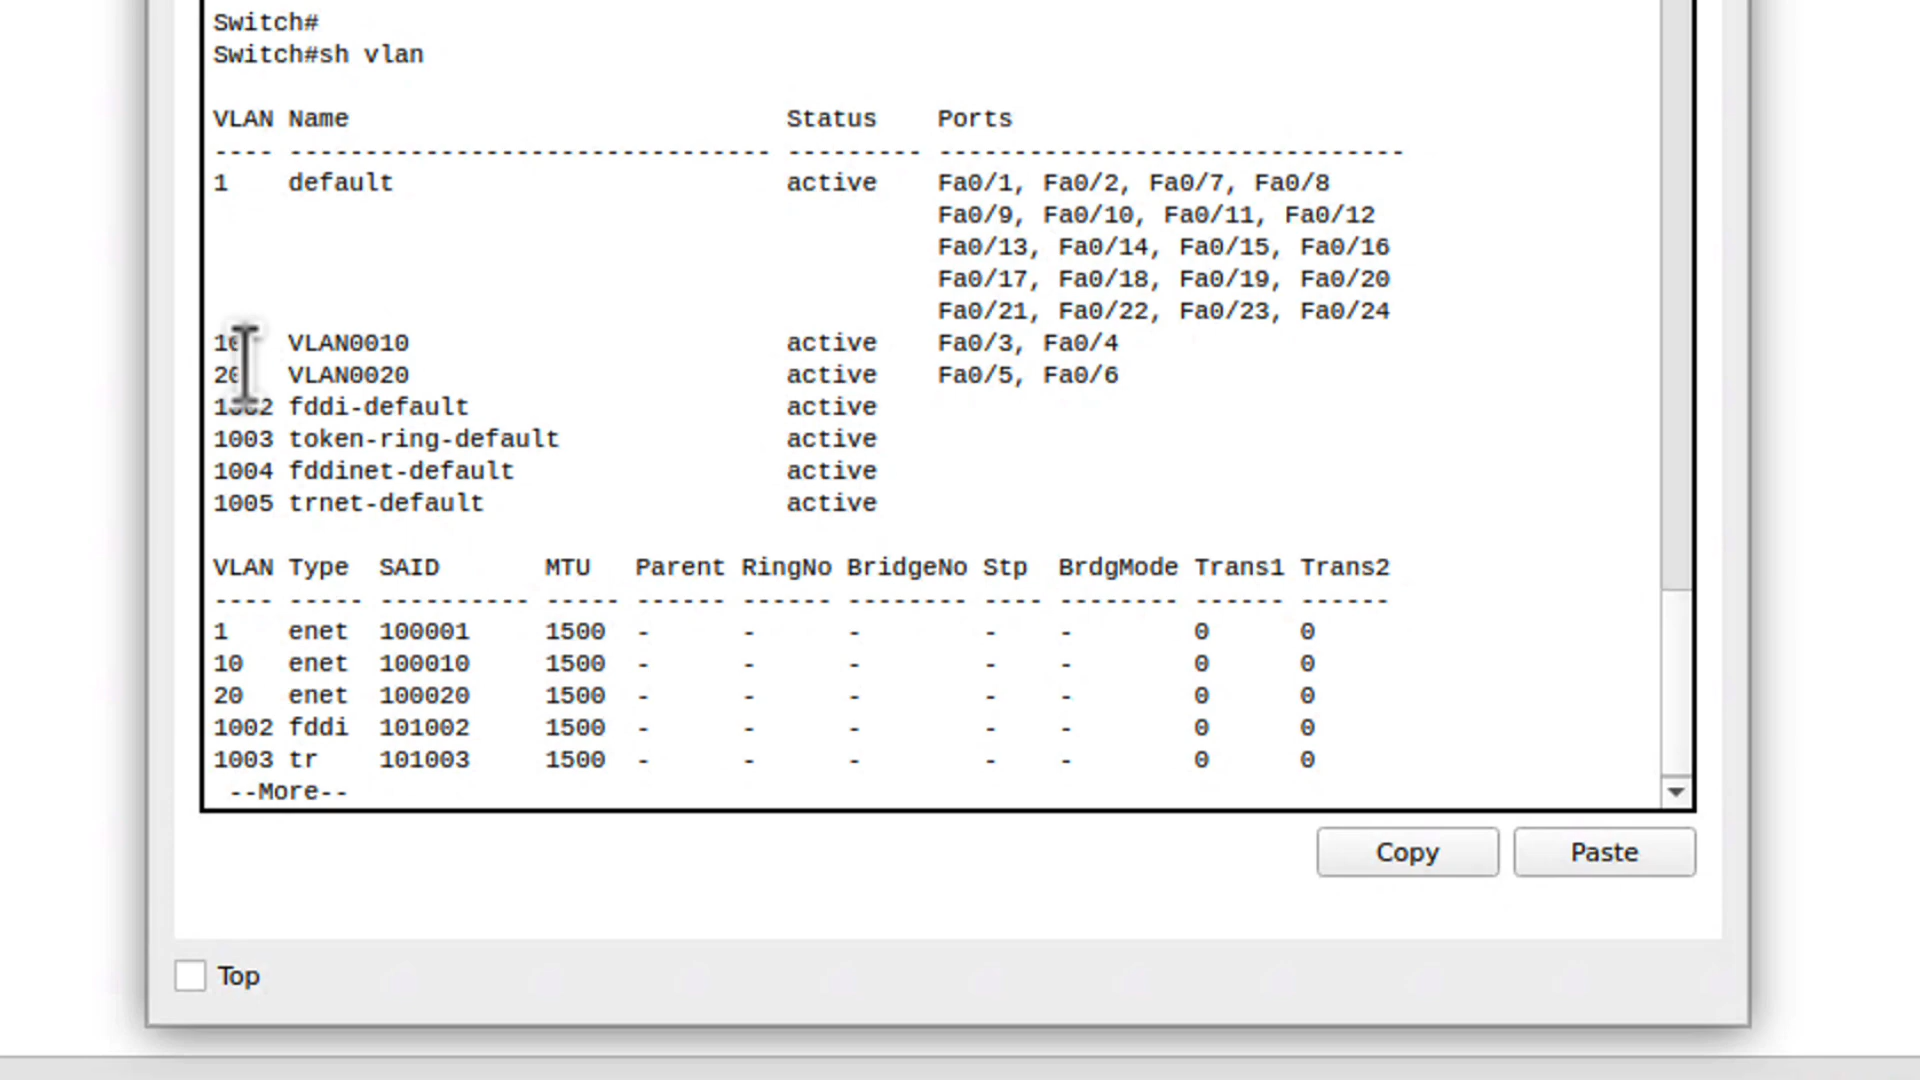 Switch#
Switch#sh vlan
VLAN Name                             Status    Ports
---- -------------------------------- --------- -------------------------------
1    default                          active    Fa0/1, Fa0/2, Fa0/7, Fa0/8
                                                Fa0/9, Fa0/10, Fa0/11, Fa0/12
                                                Fa0/13, Fa0/14, Fa0/15, Fa0/16
                                                Fa0/17, Fa0/18, Fa0/19, Fa0/20
                                                Fa0/21, Fa0/22, Fa0/23, Fa0/24
10   VLAN0010                         active    Fa0/3, Fa0/4
20   VLAN0020                         active    Fa0/5, Fa0/6
1002 fddi-default                     active
1003 token-ring-default               active
1004 fddinet-default                  active
1005 trnet-default                    active
VLAN Type  SAID       MTU   Parent RingNo BridgeNo Stp  BrdgMode Trans1 Trans2
---- ----- ---------- ----- ------ ------ -------- ---- -------- ------ ------
1    enet  100001     1500  -      -      -        -    -        0      0
10   enet  100010     1500  -      -      -        -    -        0      0
20   enet  100020     1500  -      -      -        -    -        0      0
1002 fddi  101002     1500  -      -      -        -    -        0      0
1003 tr    101003     1500  -      -      -        -    -        0      0
 --More--
Copy Paste
Top